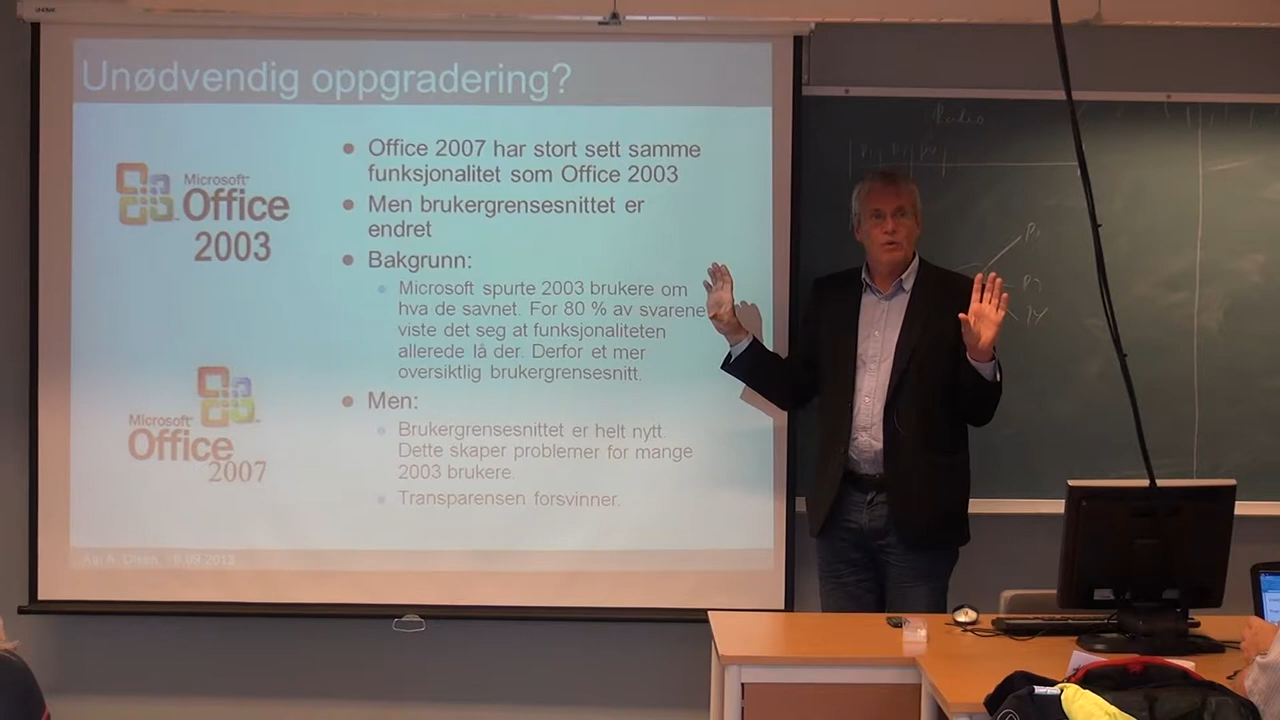 Unødvendig oppgradering?
Microsoft
Office
2003
Microsoft
Office
2007
Office 2007 har stort sett samme
funksjonalitet som Office 2003
Men brukergrensesnittet er
endret
Bakgrunn:
Microsoft spurte 2003 brukere om
hva de savnet. For 80 % av svarene
viste det seg at funksjonaliteten
allerede lå der. Derfor et mer
oversiktlig brukergrensesnitt.
Men:
Brukergrensesnittet er helt nytt.
Dette skaper problemer for mange
2003 brukere.
Transparensen forsvinner.